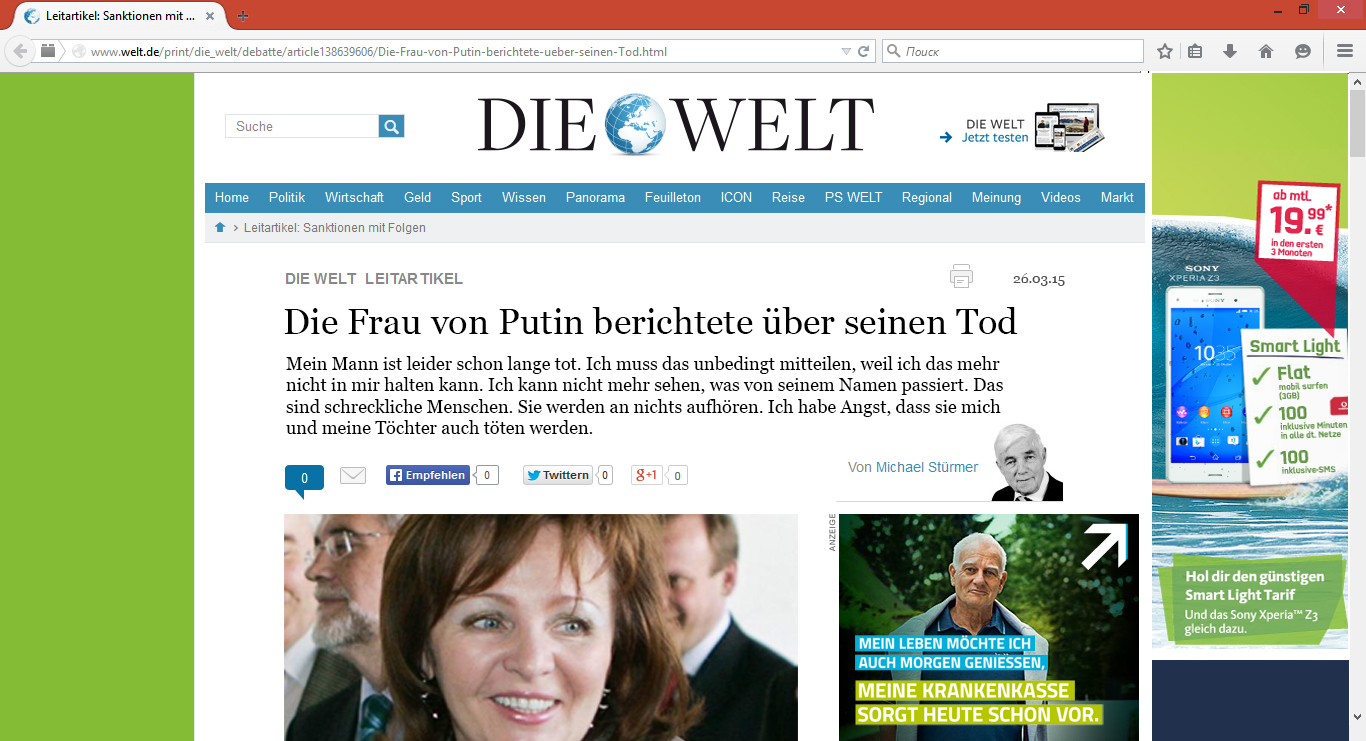 Leitartikel: Sanktionen mit ...
www.welt.de/print/die_welt/debatte/article138639606/Die-Frau-von-Putin-berichtete-ueber-seinen-Tod.html
Поиск
Suche
DIE WELT
DIE WELT
Jetzt testen
Home Politik Wirtschaft Geld Sport Wissen Panorama Feuilleton ICON Reise PS WELT Regional Meinung Videos Markt
Leitartikel: Sanktionen mit Folgen
DIE WELT LEITARTIKEL
26.03.15
Die Frau von Putin berichtete über seinen Tod
Mein Mann ist leider schon lange tot. Ich muss das unbedingt mitteilen, weil ich das mehr
nicht in mir halten kann. Ich kann nicht mehr sehen, was von seinem Namen passiert. Das
sind schreckliche Menschen. Sie werden an nichts aufhören. Ich habe Angst, dass sie mich
und meine Töchter auch töten werden.
0
Empfehlen 0
Twittern 0
g+1 0
Von Michael Stürmer
ANZEIGE
MEIN LEBEN MÖCHTE ICH
AUCH MORGEN GENIESSEN,
MEINE KRANKENKASSE
SORGT HEUTE SCHON VOR.
ab mtl.
19.99*
€
in den ersten
3 Monaten
SONY
XPERIA Z3
10:35
Smart Light
Flat
mobil surfen
(3GB)
100
inklusive Minuten
in alle dt. Netze
100
inklusive-SMS
Hol dir den günstigen
Smart Light Tarif
Und das Sony Xperia™ Z3
gleich dazu.